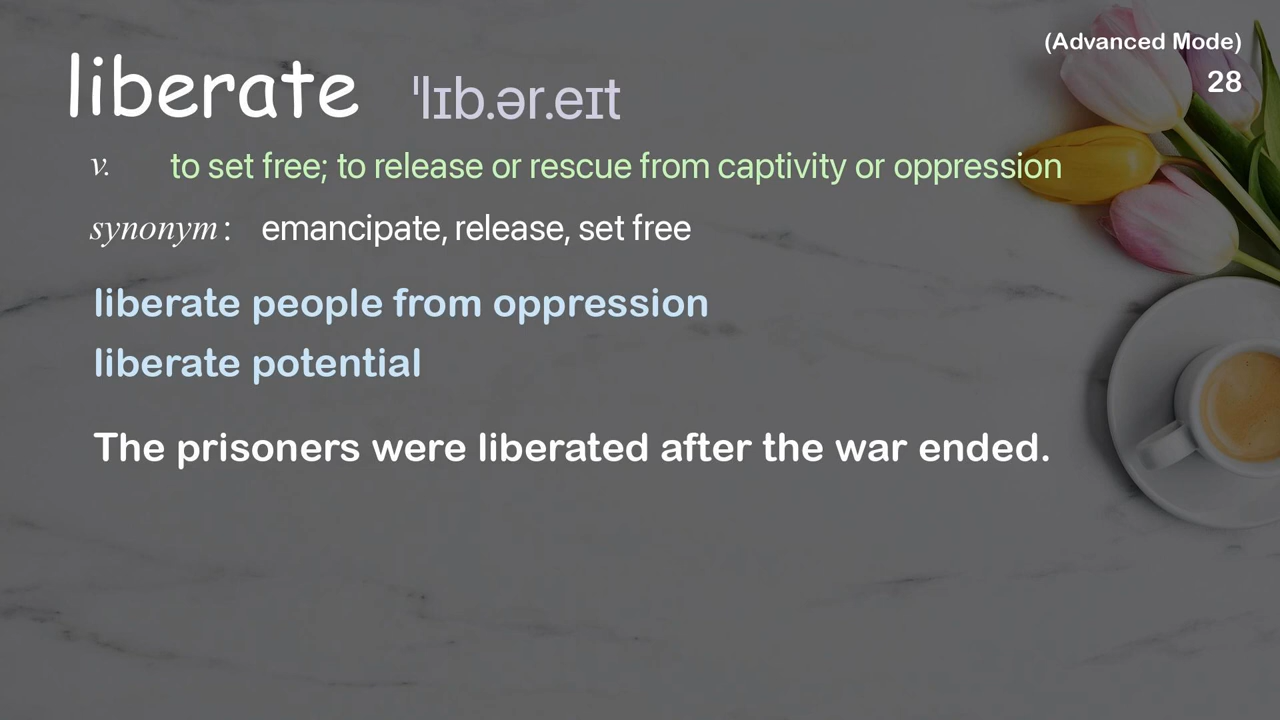 (Advanced Mode)
28
liberate ˈlɪb.ər.eɪt
v. to set free; to release or rescue from captivity or oppression
synonym: emancipate, release, set free
liberate people from oppression
liberate potential
The prisoners were liberated after the war ended.